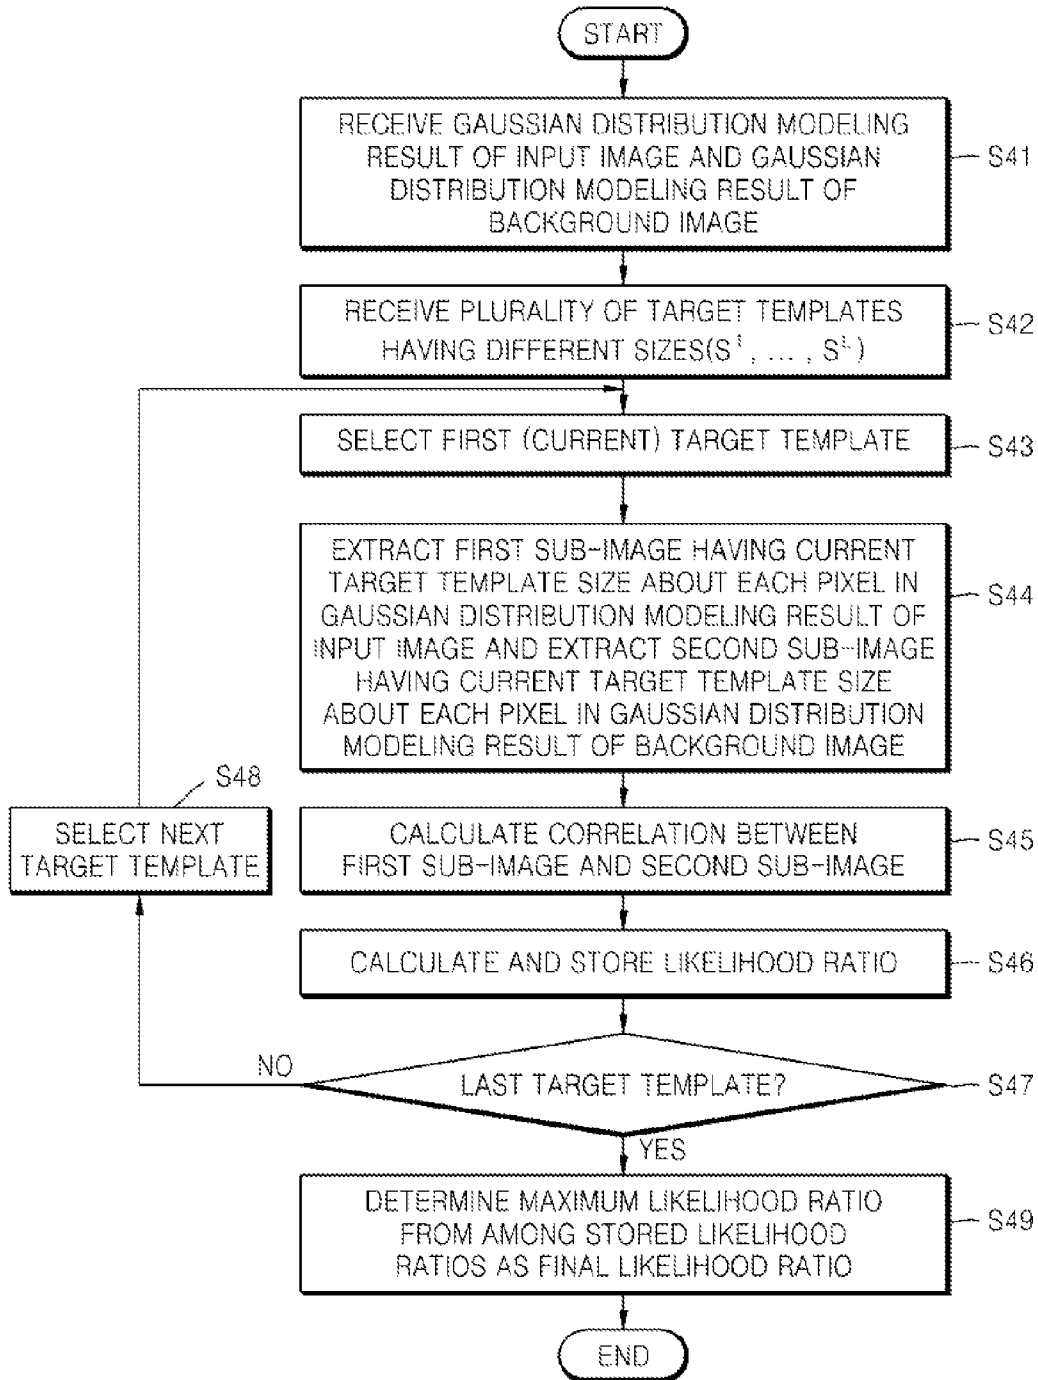 START
RECEIVE GAUSSIAN DISTRIBUTION MODELING
RESULT OF INPUT IMAGE AND GAUSSIAN
DISTRIBUTION MODELING RESULT OF
BACKGROUND IMAGE
S41
RECEIVE PLURALITY OF TARGET TEMPLATES
HAVING DIFFERENT SIZES(S¹, ... , Sᴸ)
S42
SELECT FIRST (CURRENT) TARGET TEMPLATE
S43
EXTRACT FIRST SUB-IMAGE HAVING CURRENT
TARGET TEMPLATE SIZE ABOUT EACH PIXEL IN
GAUSSIAN DISTRIBUTION MODELING RESULT OF
INPUT IMAGE AND EXTRACT SECOND SUB-IMAGE
HAVING CURRENT TARGET TEMPLATE SIZE
ABOUT EACH PIXEL IN GAUSSIAN DISTRIBUTION
MODELING RESULT OF BACKGROUND IMAGE
S44
S48
SELECT NEXT
TARGET TEMPLATE
CALCULATE CORRELATION BETWEEN
FIRST SUB-IMAGE AND SECOND SUB-IMAGE
S45
CALCULATE AND STORE LIKELIHOOD RATIO
S46
NO
LAST TARGET TEMPLATE?
S47
YES
DETERMINE MAXIMUM LIKELIHOOD RATIO
FROM AMONG STORED LIKELIHOOD
RATIOS AS FINAL LIKELIHOOD RATIO
S49
END